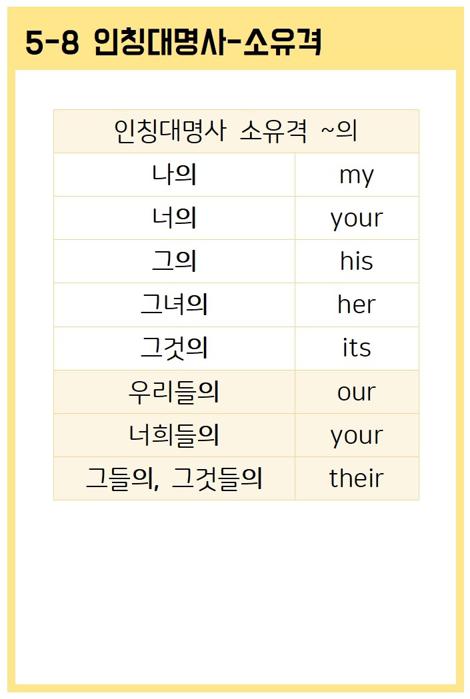 5-8 인칭대명사-소유격
인칭대명사 소유격 ~의
나의 my
너의 your
그의 his
그녀의 her
그것의 its
우리들의 our
너희들의 your
그들의, 그것들의 their